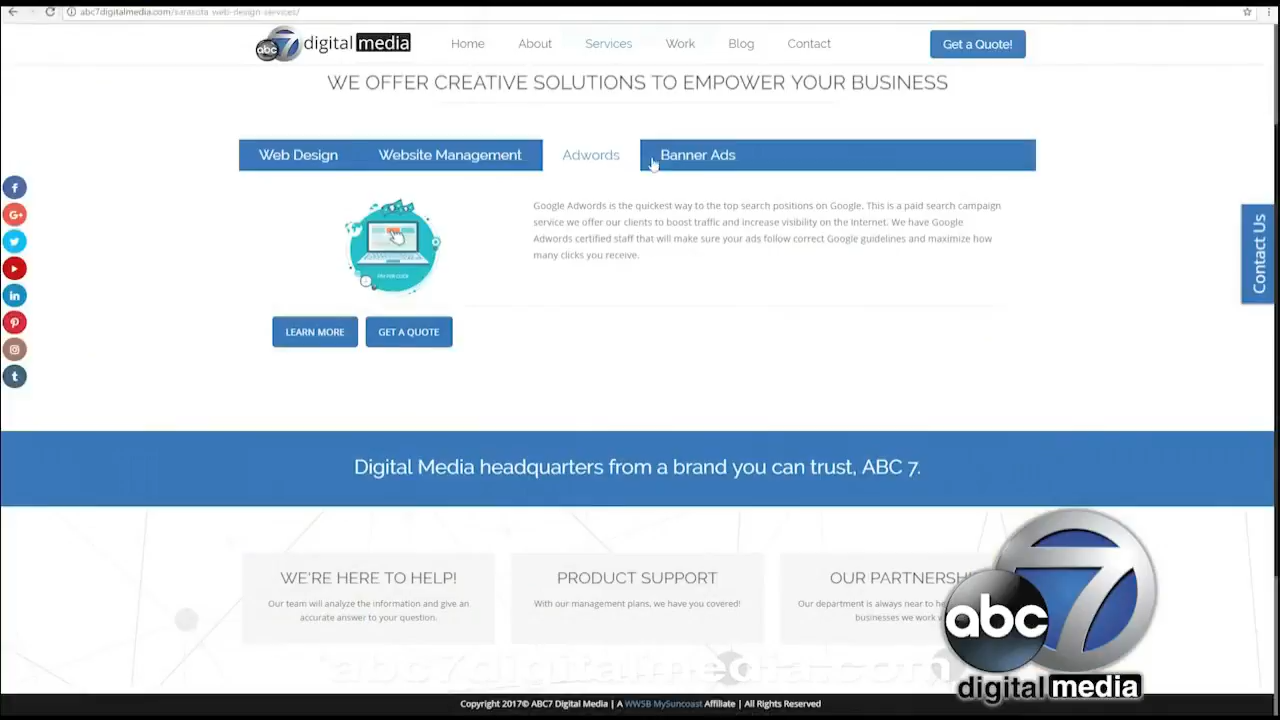 abc7digitalmedia.com/sarasota-web-design-services/
abc 7 digital media
Home
About
Services
Work
Blog
Contact
Get a Quote!
WE OFFER CREATIVE SOLUTIONS TO EMPOWER YOUR BUSINESS
Web Design
Website Management
Adwords
Banner Ads
Google Adwords is the quickest way to the top search positions on Google. This is a paid search campaign
service we offer our clients to boost traffic and increase visibility on the Internet. We have Google
Adwords certified staff that will make sure your ads follow correct Google guidelines and maximize how
many clicks you receive.
LEARN MORE
GET A QUOTE
Contact Us
Digital Media headquarters from a brand you can trust, ABC 7.
WE'RE HERE TO HELP!
Our team will analyze the information and give an
accurate answer to your question.
PRODUCT SUPPORT
With our management plans, we have you covered!
OUR
Our department is always near to
businesses we work
abc7digitalmedia.com
abc 7
digital media
Copyright 2017© ABC7 Digital Media | A WWSB MySuncoast Affiliate | All Rights Reserved